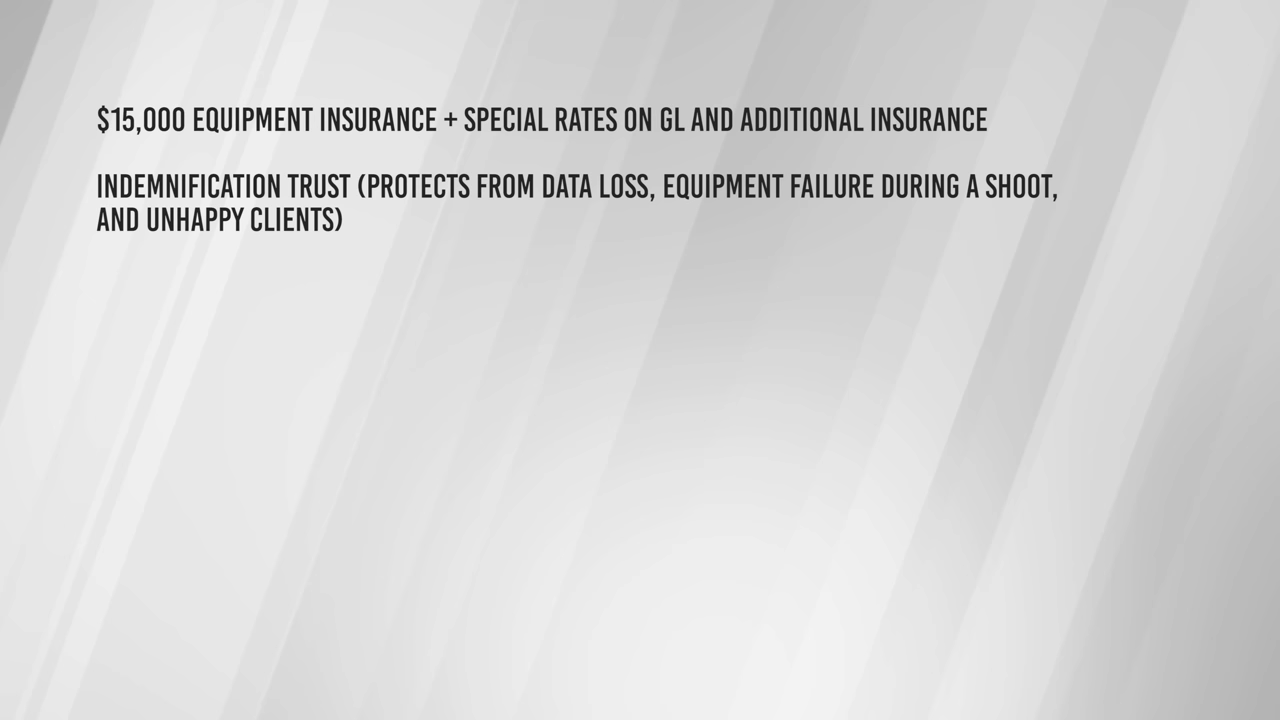 $15,000 EQUIPMENT INSURANCE + SPECIAL RATES ON GL AND ADDITIONAL INSURANCE
INDEMNIFICATION TRUST (PROTECTS FROM DATA LOSS, EQUIPMENT FAILURE DURING A SHOOT,
AND UNHAPPY CLIENTS)